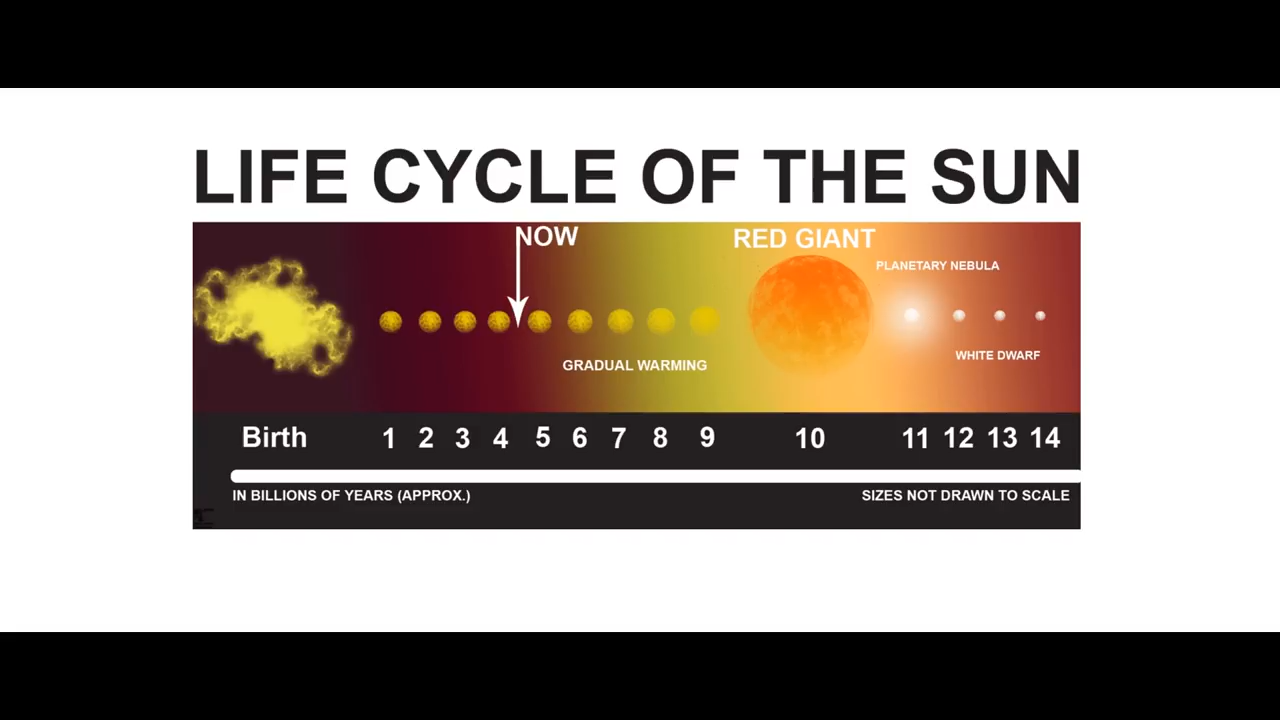 LIFE CYCLE OF THE SUN
NOW
RED GIANT
PLANETARY NEBULA
WHITE DWARF
GRADUAL WARMING
Birth 1 2 3 4 5 6 7 8 9 10 11 12 13 14
IN BILLIONS OF YEARS (APPROX.) SIZES NOT DRAWN TO SCALE